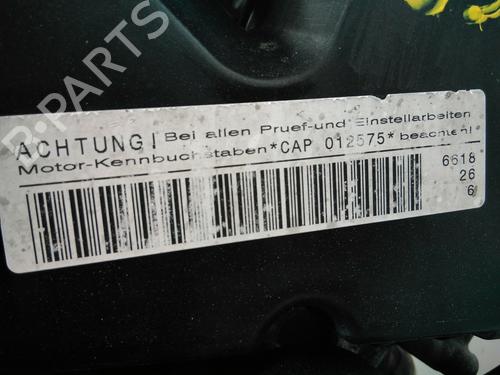 ACHTUNG! Bei allen Pruef-und Einstellarbeiten
Motor-Kennbuchstaben*CAP 012575*beachten!
6618
26
6
B-PARTS